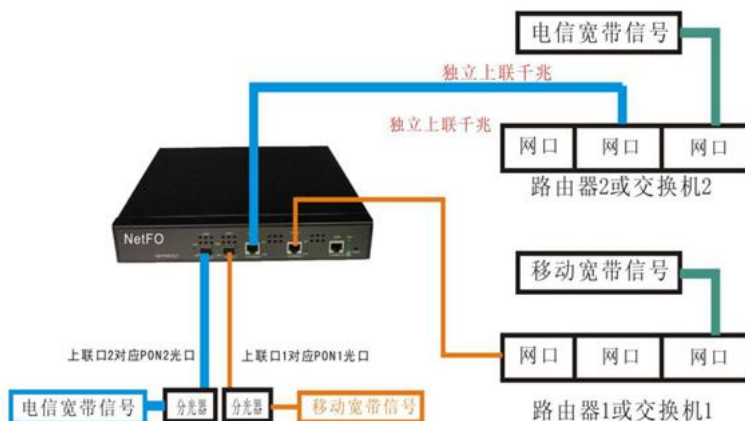 电信宽带信号
独立上联千兆
独立上联千兆
网口
网口
网口
路由器2或交换机2
NetFO
移动宽带信号
上联口2对应PON2光口
上联口1对应PON1光口
网口
网口
网口
电信宽带信号
分光器
分光器
移动宽带信号
路由器1或交换机1